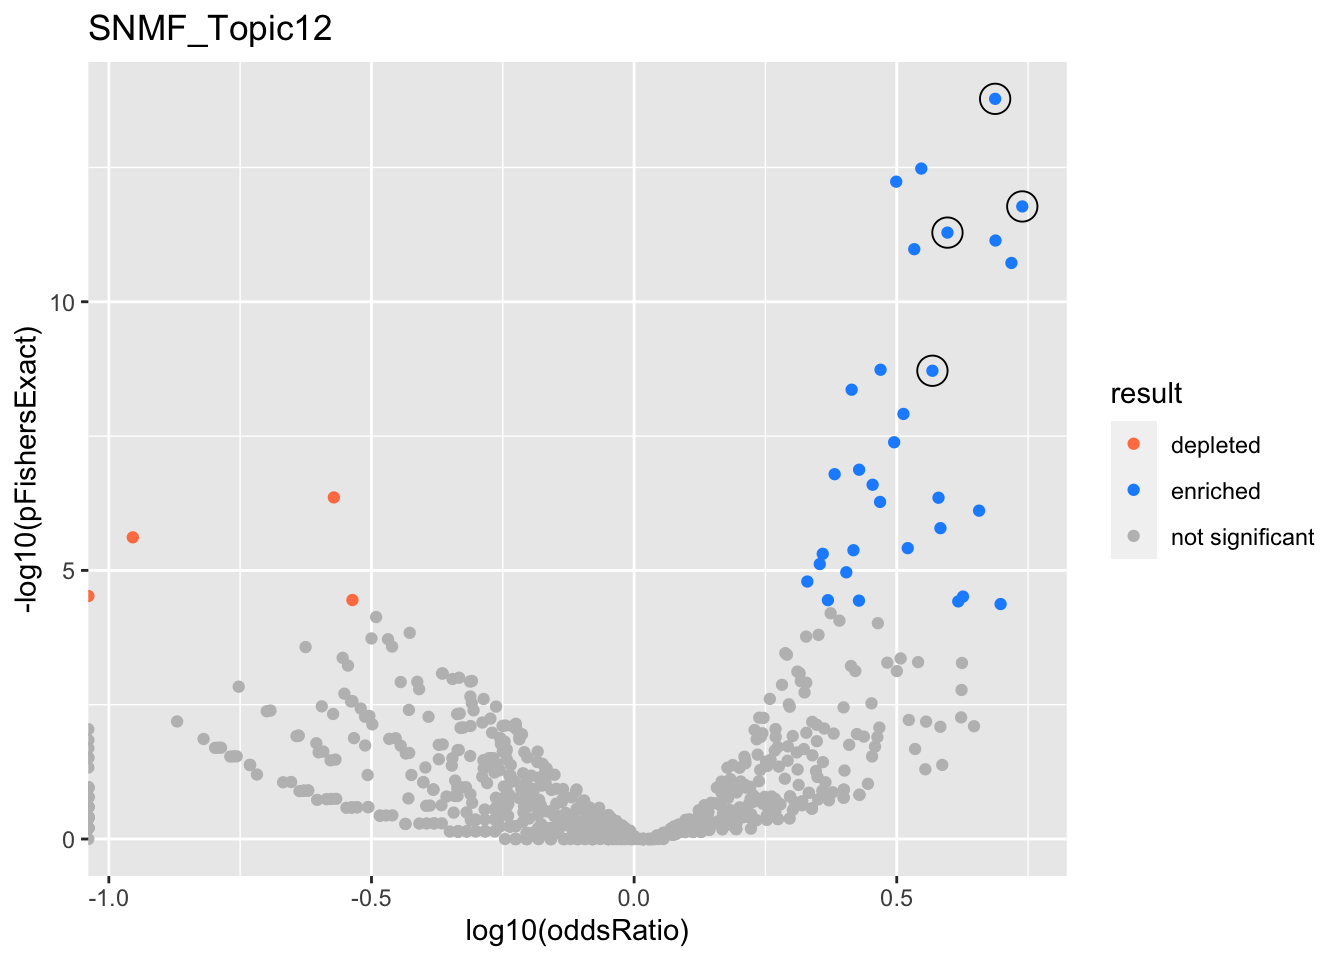 SNMF_Topic12
10
5
0
-log10(pFishersExact)
-1.0
-0.5
0.0
0.5
log10(oddsRatio)
result
depleted
enriched
not significant